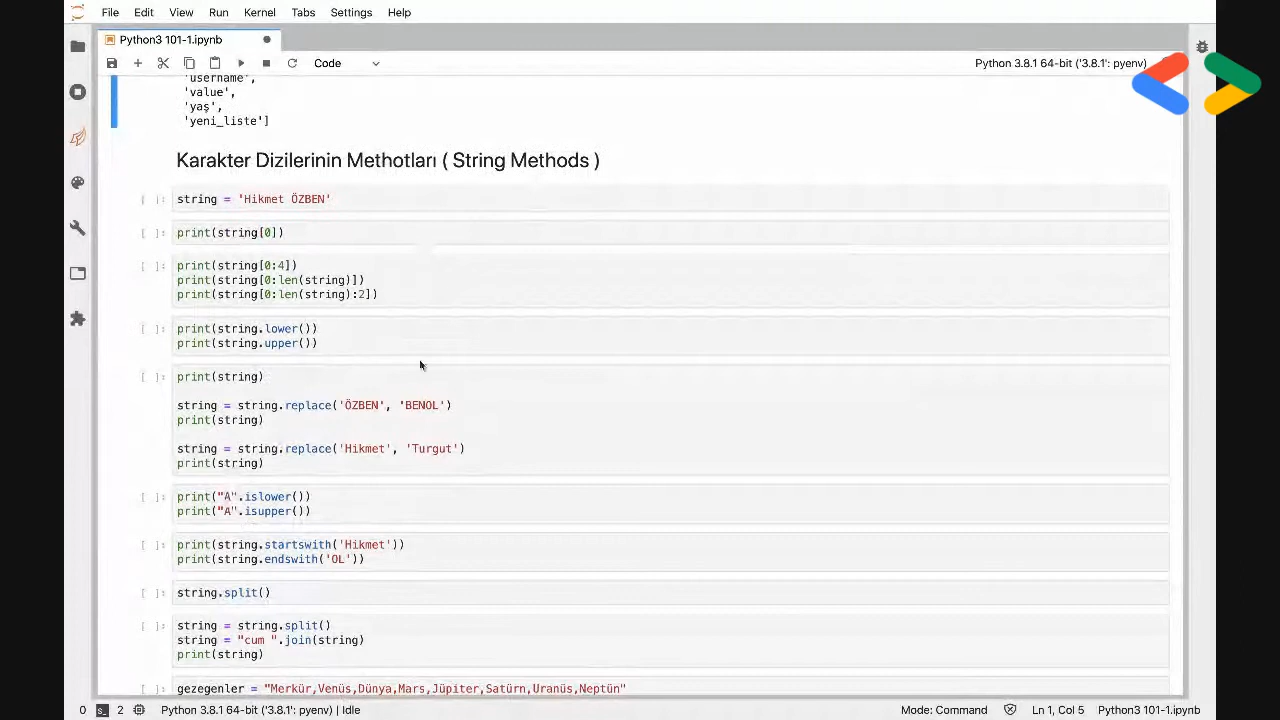 File Edit View Run Kernel Tabs Settings Help
Python3 101-1.ipynb
Code Python 3.8.1 64-bit ('3.8.1': pyenv)
'username',
'value',
'yaş',
'yeni_liste']
Karakter Dizilerinin Methotları ( String Methods )
[ ]: string = 'Hikmet ÖZBEN'
[ ]: print(string[0])
[ ]: print(string[0:4])
print(string[0:len(string)])
print(string[0:len(string):2])
[ ]: print(string.lower())
print(string.upper())
[ ]: print(string)
string = string.replace('ÖZBEN', 'BENOL')
print(string)
string = string.replace('Hikmet', 'Turgut')
print(string)
[ ]: print("A".islower())
print("A".isupper())
[ ]: print(string.startswith('Hikmet'))
print(string.endswith('OL'))
[ ]: string.split()
[ ]: string = string.split()
string = "cum ".join(string)
print(string)
[ ]: gezegenler = "Merkür,Venüs,Dünya,Mars,Jüpiter,Satürn,Uranüs,Neptün"
0 2 Python 3.8.1 64-bit ('3.8.1': pyenv) | Idle Mode: Command Ln 1, Col 5 Python3 101-1.ipynb